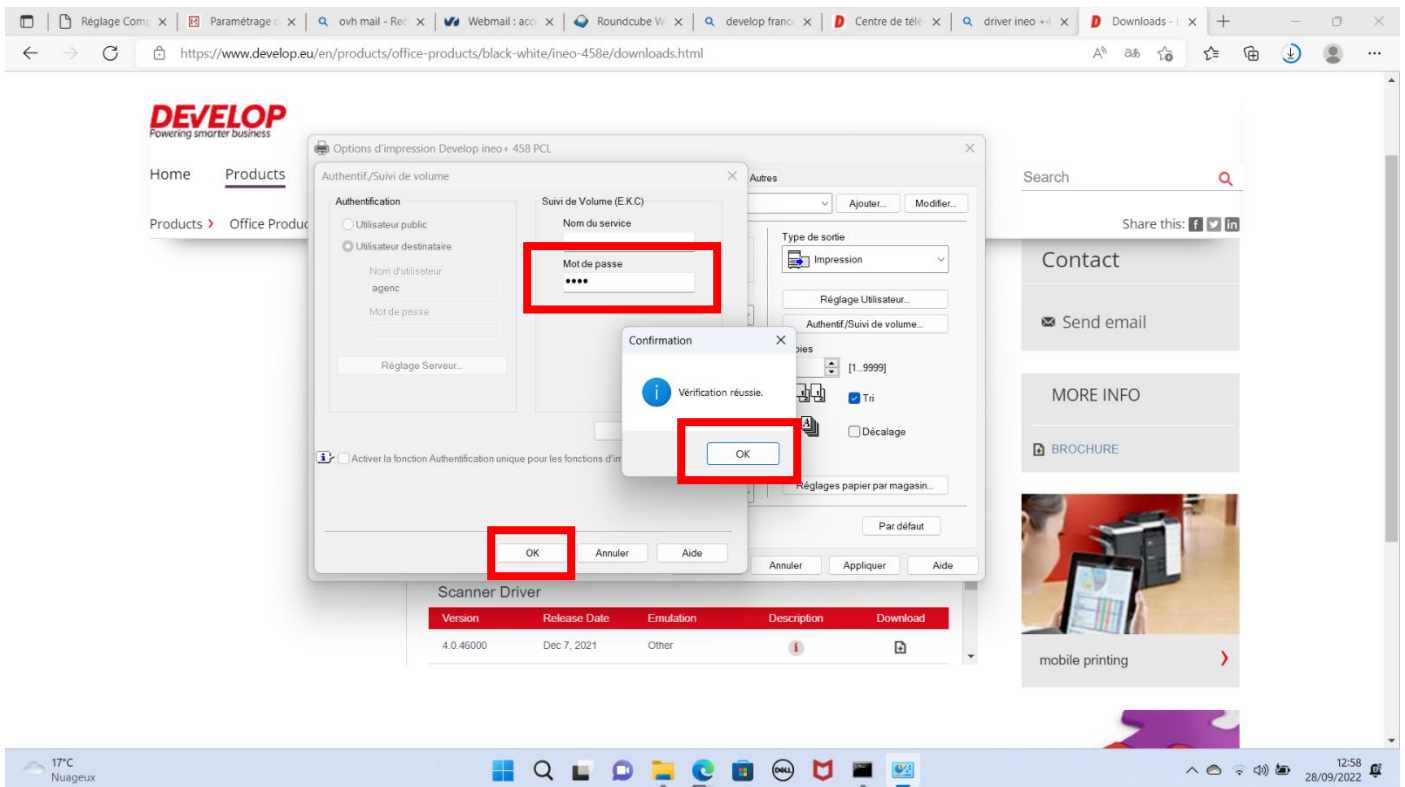 Réglage Comp
Paramétrage d
ovh mail - Rec
Webmail : acc
Roundcube W
develop franc
Centre de télé
driver ineo +4
Downloads - i
https://www.develop.eu/en/products/office-products/black-white/ineo-458e/downloads.html
DEVELOP
Powering smarter business
Home
Products
Search
Products
Office Produc
Share this:
Options d'impression Develop ineo+ 458 PCL
Autres
Ajouter...
Modifier...
Type de sortie
Impression
Réglage Utilisateur...
Authentif./Suivi de volume...
pies
[1...9999]
Tri
Décalage
Réglages papier par magasin...
Par défaut
Annuler
Appliquer
Aide
Authentif./Suivi de volume
Authentification
Utilisateur public
Utilisateur destinataire
Nom d'utilisateur
agenc
Mot de passe
Réglage Serveur...
Suivi de Volume (E.K.C)
Nom du service
Mot de passe
••••
Activer la fonction Authentification unique pour les fonctions d'im
OK
Annuler
Aide
Confirmation
Vérification réussie.
OK
Scanner Driver
Version
Release Date
Emulation
Description
Download
4.0.46000
Dec 7, 2021
Other
Contact
Send email
MORE INFO
BROCHURE
mobile printing
17°C
Nuageux
DELL
12:58
28/09/2022